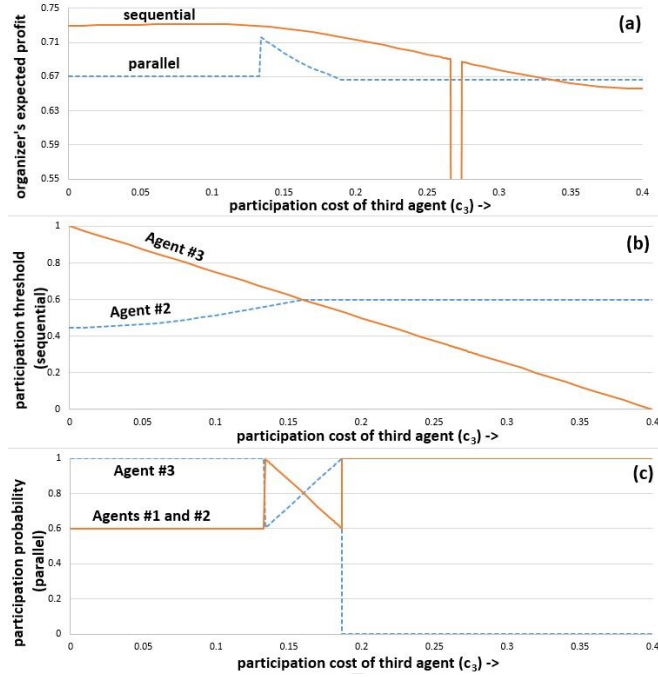 0.75
0.71
0.67
0.63
0.59
0.55
organizer's expected profit
sequential
parallel
(a)
0 0.05 0.1 0.15 0.2 0.25 0.3 0.35 0.4
participation cost of third agent (c3) ->
1
0.8
0.6
0.4
0.2
0
participation threshold
(sequential)
Agent #3
Agent #2
(b)
0 0.05 0.1 0.15 0.2 0.25 0.3 0.35 0.4
participation cost of third agent (c3) ->
1
0.8
0.6
0.4
0.2
0
participation probability
(parallel)
Agent #3
Agents #1 and #2
(c)
0 0.05 0.1 0.15 0.2 0.25 0.3 0.35 0.4
participation cost of third agent (c3) ->